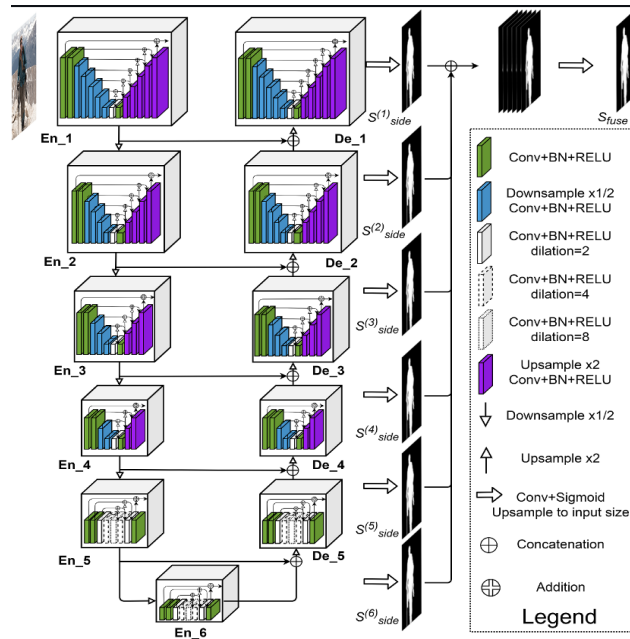 S(1)side
Sfuse
En_1
De_1
S(2)side
En_2
De_2
S(3)side
En_3
De_3
S(4)side
En_4
De_4
S(5)side
En_5
De_5
S(6)side
En_6
Conv+BN+RELU
Downsample x1/2
Conv+BN+RELU
Conv+BN+RELU
dilation=2
Conv+BN+RELU
dilation=4
Conv+BN+RELU
dilation=8
Upsample x2
Conv+BN+RELU
Downsample x1/2
Upsample x2
Conv+Sigmoid
Upsample to input size
Concatenation
Addition
Legend